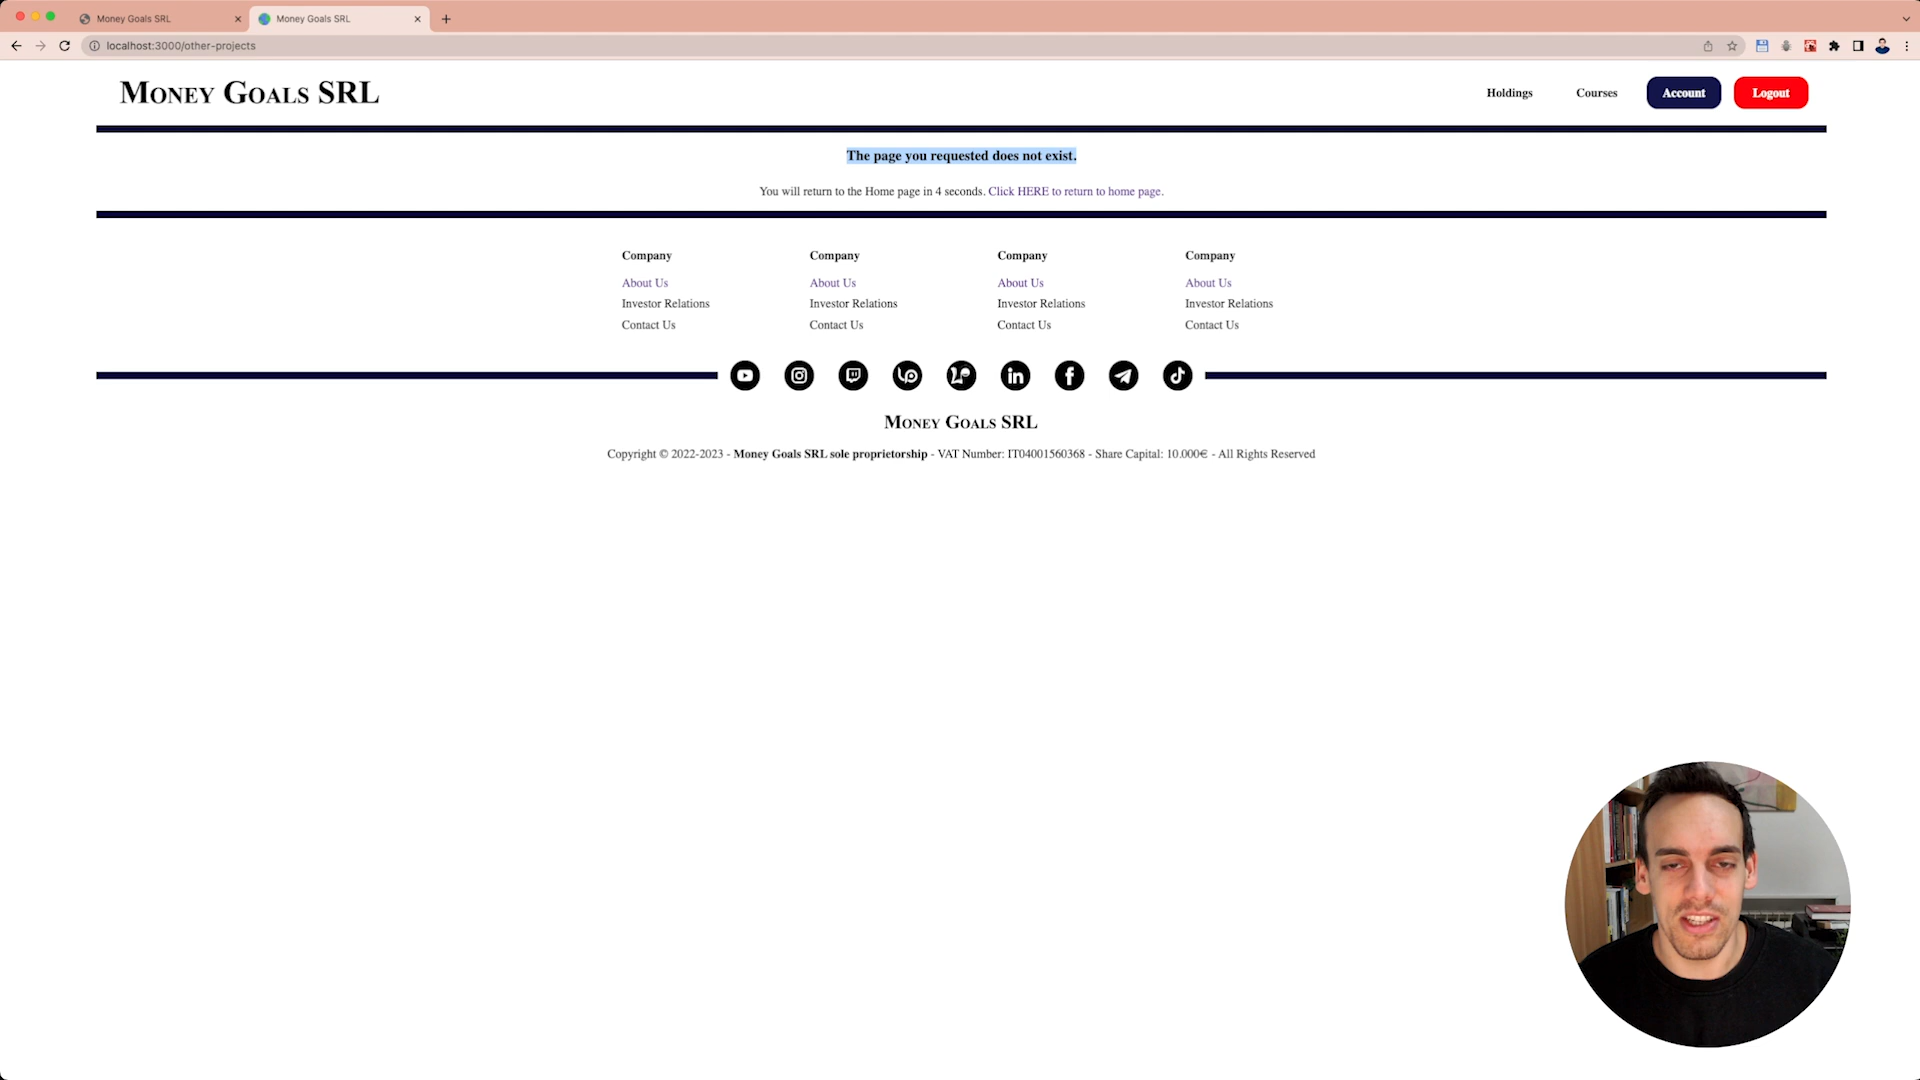 Money Goals SRL
Money Goals SRL
localhost:3000/other-projects
Money Goals SRL
Holdings
Courses
Account
Logout
The page you requested does not exist.
You will return to the Home page in 4 seconds. Click HERE to return to home page.
Company
Company
Company
Company
About Us
About Us
About Us
About Us
Investor Relations
Investor Relations
Investor Relations
Investor Relations
Contact Us
Contact Us
Contact Us
Contact Us
Money Goals SRL
Copyright © 2022-2023 - Money Goals SRL sole proprietorship - VAT Number: IT04001560368 - Share Capital: 10.000€ - All Rights Reserved